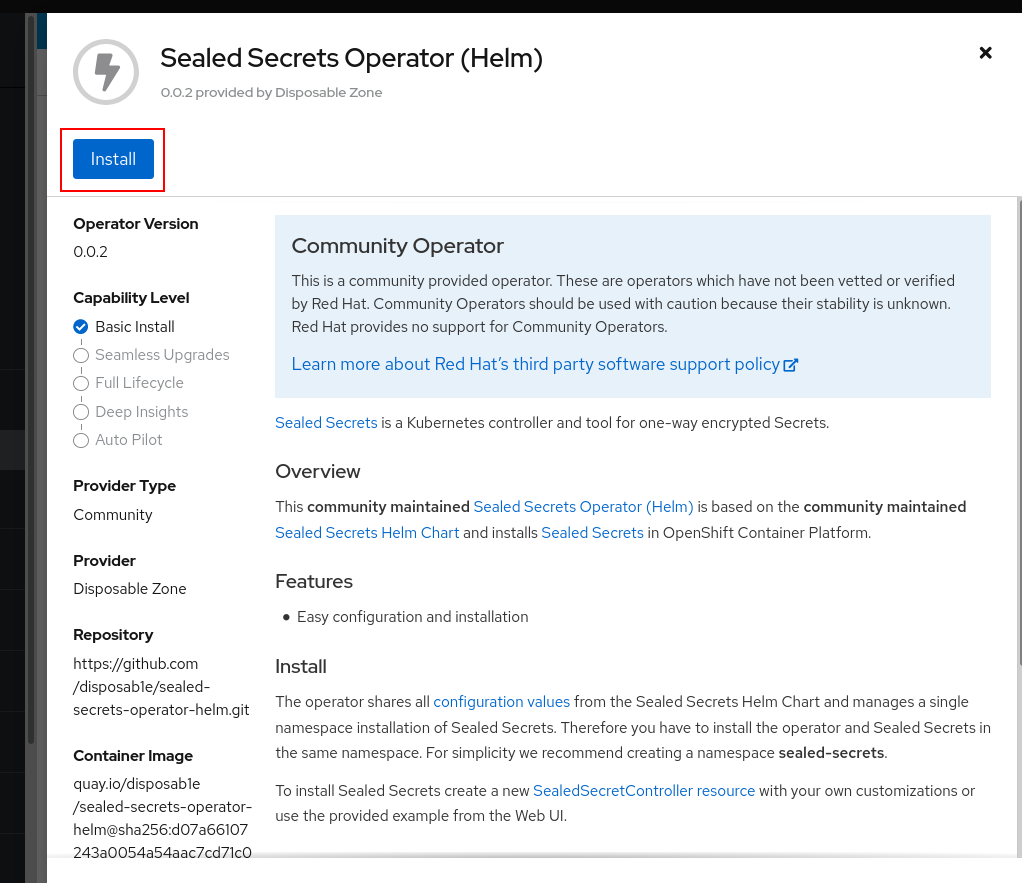 Sealed Secrets Operator (Helm)
0.0.2 provided by Disposable Zone
Install
Operator Version
0.0.2
Capability Level
Basic Install
Seamless Upgrades
Full Lifecycle
Deep Insights
Auto Pilot
Provider Type
Community
Provider
Disposable Zone
Repository
https://github.com
/disposab1e/sealed-
secrets-operator-helm.git
Container Image
quay.io/disposab1e
/sealed-secrets-operator-
helm@sha256:d07a66107
243a0054a54aac7cd71c0
Community Operator
This is a community provided operator. These are operators which have not been vetted or verified
by Red Hat. Community Operators should be used with caution because their stability is unknown.
Red Hat provides no support for Community Operators.
Learn more about Red Hat’s third party software support policy
Sealed Secrets is a Kubernetes controller and tool for one-way encrypted Secrets.
Overview
This community maintained Sealed Secrets Operator (Helm) is based on the community maintained
Sealed Secrets Helm Chart and installs Sealed Secrets in OpenShift Container Platform.
Features
• Easy configuration and installation
Install
The operator shares all configuration values from the Sealed Secrets Helm Chart and manages a single
namespace installation of Sealed Secrets. Therefore you have to install the operator and Sealed Secrets in
the same namespace. For simplicity we recommend creating a namespace sealed-secrets.
To install Sealed Secrets create a new SealedSecretController resource with your own customizations or
use the provided example from the Web UI.